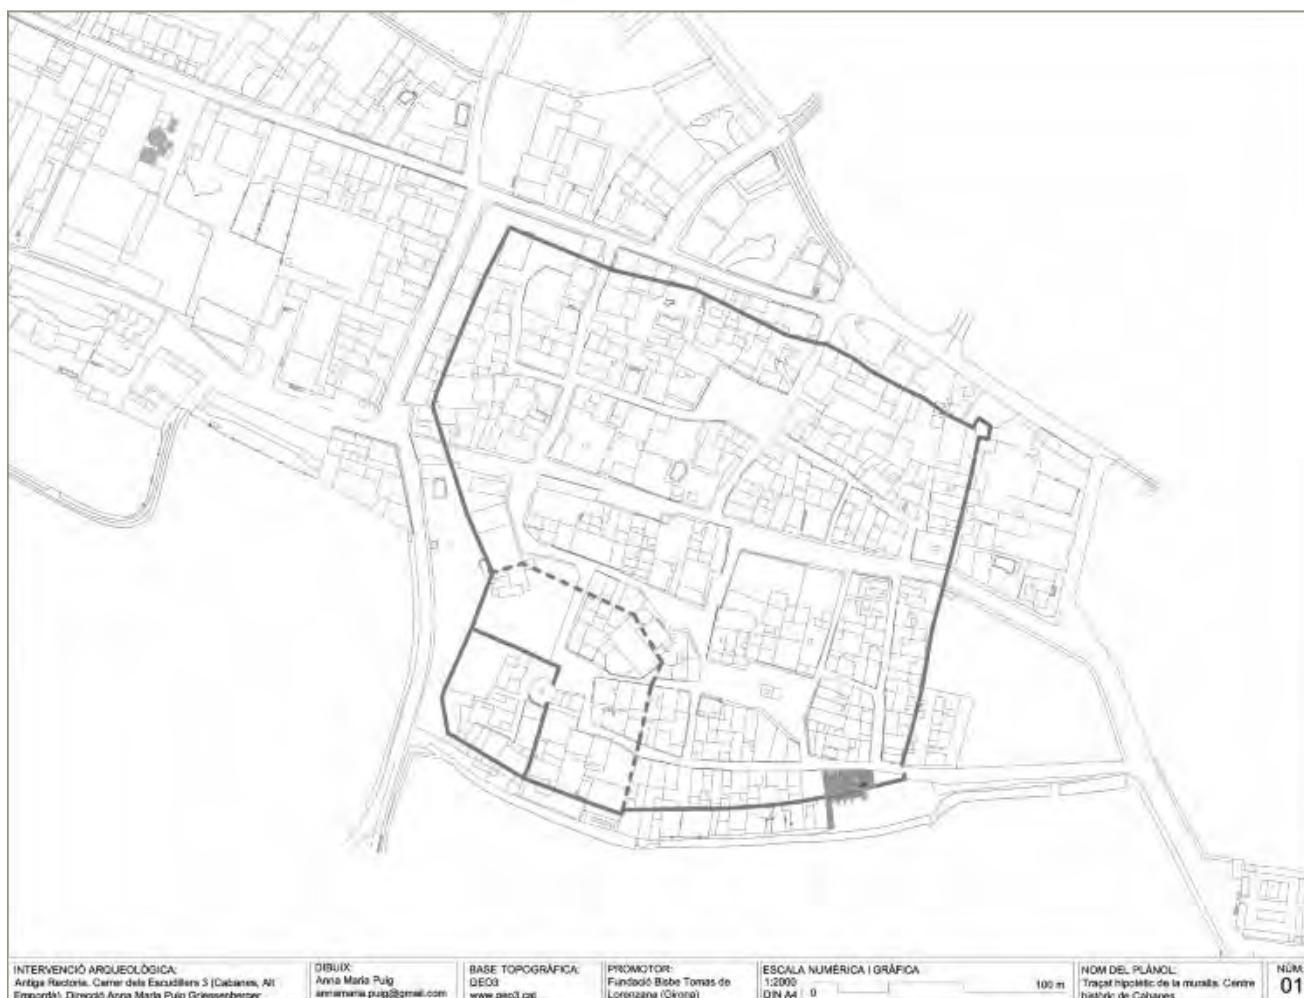 INTERVENCIÓ ARQUEOLÒGICA:
Antiga Rectoria. Carrer dels Escudillers 3 (Cabanes, Alt
Empordà). Direcció Anna Maria Puig Griessenberger
DIBUIX:
Anna Maria Puig
annamaria.puig@gmail.com
BASE TOPOGRÀFICA:
GEO3
www.geo3.cat
PROMOTOR:
Fundació Bisbe Tomas de
Lorenzana (Girona)
ESCALA NUMÈRICA I GRÀFICA
1:2000
DIN A4 0 100 m
NOM DEL PLÀNOL:
Traçat hipotètic de la muralla. Centre
històric de Cabanes
NÚM.
01